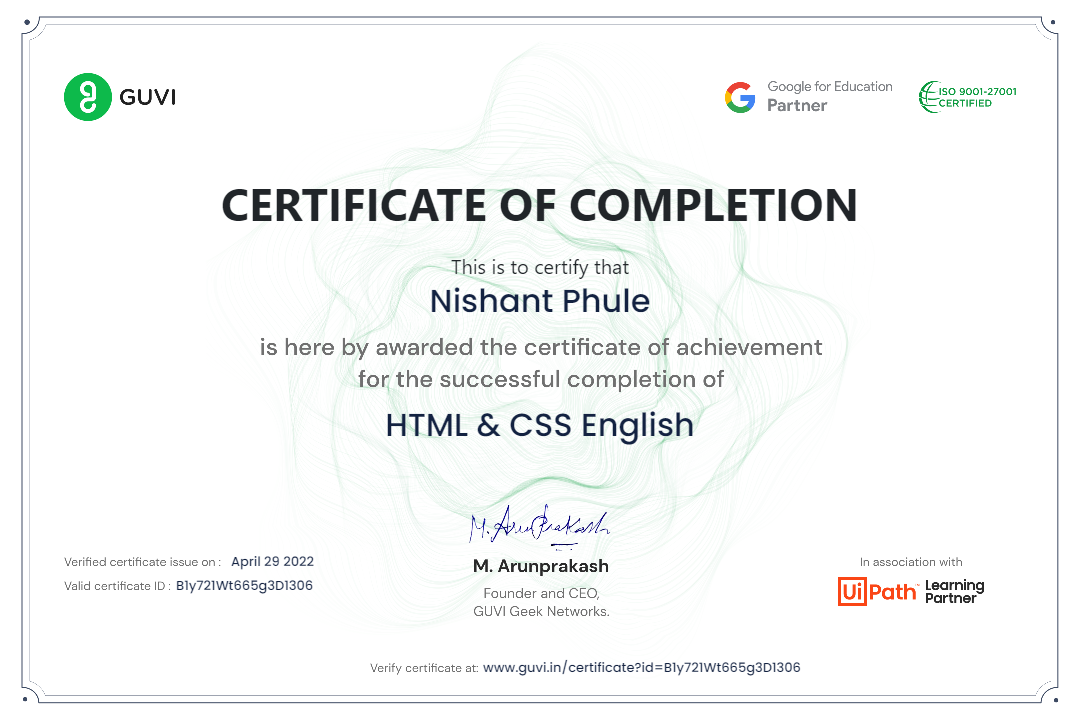 GUVI
Google for Education
Partner
ISO 9001-27001
CERTIFIED
CERTIFICATE OF COMPLETION
This is to certify that
Nishant Phule
is here by awarded the certificate of achievement
for the successful completion of
HTML & CSS English
M. Arunprakash
Verified certificate issue on : April 29 2022
Valid certificate ID : B1y721Wt665g3D1306
M. Arunprakash
Founder and CEO,
GUVI Geek Networks.
In association with
UiPath™ Learning
Partner
Verify certificate at: www.guvi.in/certificate?id=B1y721Wt665g3D1306